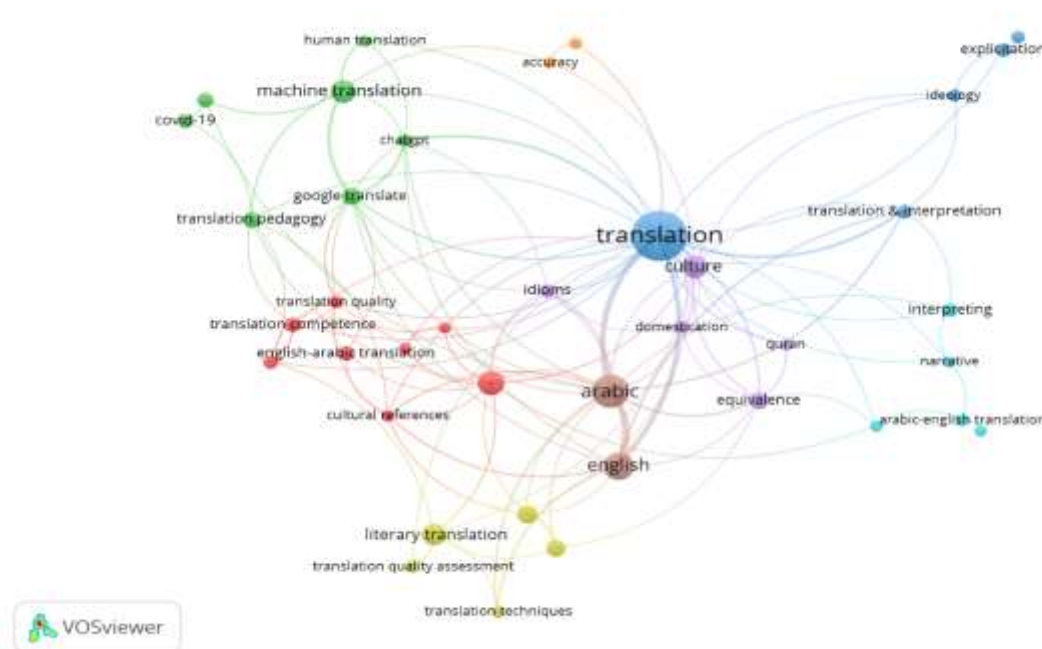 human translation
explicitation
accuracy
machine translation
ideology
covid-19
chatgpt
google translate
translation pedagogy
translation & interpretation
translation
culture
idioms
translation quality
interpreting
translation competence
domestication
quran
english-arabic translation
narrative
arabic
equivalence
cultural references
arabic-english translation
english
literary translation
translation quality assessment
translation techniques
VOSviewer